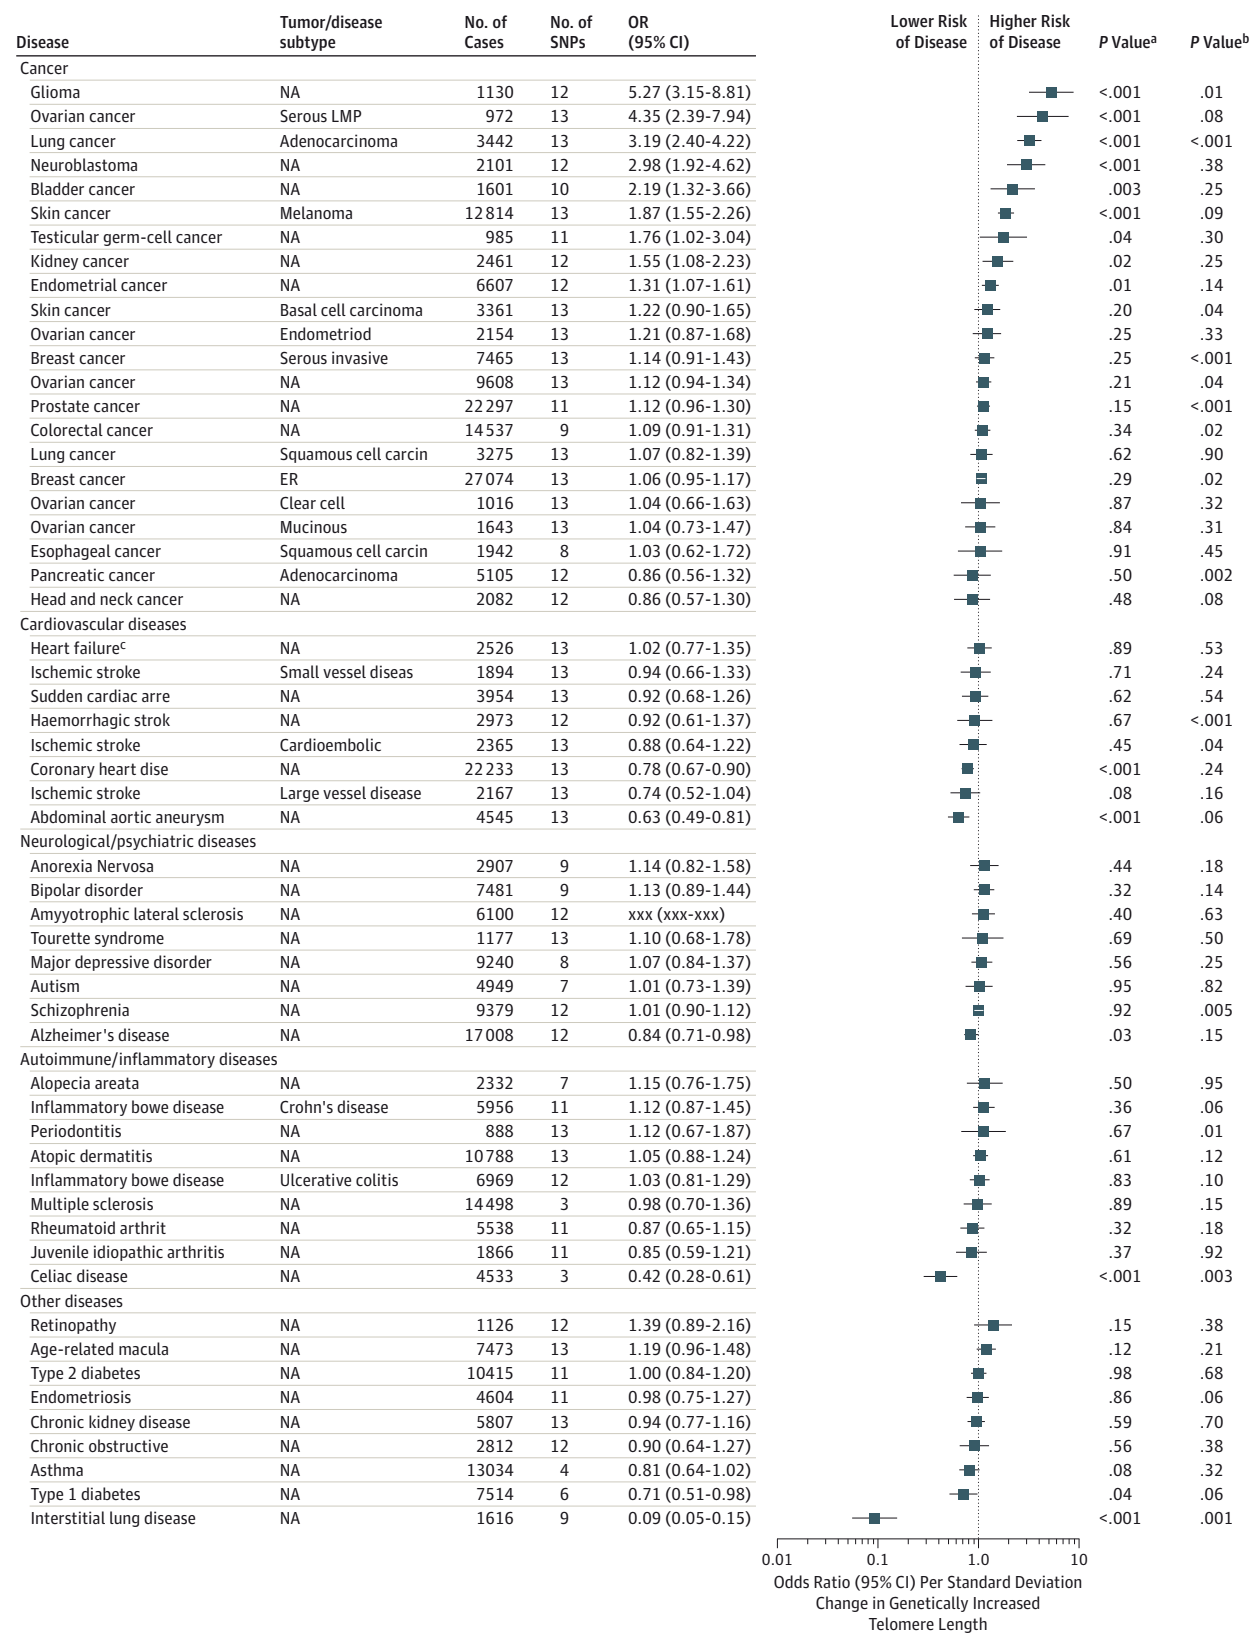 Disease Tumor/disease subtype No. of Cases No. of SNPs OR (95% CI) Lower Risk of Disease Higher Risk of Disease P Valueᵃ P Valueᵇ
Cancer
Glioma NA 1130 12 5.27 (3.15-8.81) <.001 .01
Ovarian cancer Serous LMP 972 13 4.35 (2.39-7.94) <.001 .08
Lung cancer Adenocarcinoma 3442 13 3.19 (2.40-4.22) <.001 <.001
Neuroblastoma NA 2101 12 2.98 (1.92-4.62) <.001 .38
Bladder cancer NA 1601 10 2.19 (1.32-3.66) .003 .25
Skin cancer Melanoma 12 814 13 1.87 (1.55-2.26) <.001 .09
Testicular germ-cell cancer NA 985 11 1.76 (1.02-3.04) .04 .30
Kidney cancer NA 2461 12 1.55 (1.08-2.23) .02 .25
Endometrial cancer NA 6607 12 1.31 (1.07-1.61) .01 .14
Skin cancer Basal cell carcinoma 3361 13 1.22 (0.90-1.65) .20 .04
Ovarian cancer Endometriod 2154 13 1.21 (0.87-1.68) .25 .33
Breast cancer Serous invasive 7465 13 1.14 (0.91-1.43) .25 <.001
Ovarian cancer NA 9608 13 1.12 (0.94-1.34) .21 .04
Prostate cancer NA 22 297 11 1.12 (0.96-1.30) .15 <.001
Colorectal cancer NA 14 537 9 1.09 (0.91-1.31) .34 .02
Lung cancer Squamous cell carcin 3275 13 1.07 (0.82-1.39) .62 .90
Breast cancer ER 27 074 13 1.06 (0.95-1.17) .29 .02
Ovarian cancer Clear cell 1016 13 1.04 (0.66-1.63) .87 .32
Ovarian cancer Mucinous 1643 13 1.04 (0.73-1.47) .84 .31
Esophageal cancer Squamous cell carcin 1942 8 1.03 (0.62-1.72) .91 .45
Pancreatic cancer Adenocarcinoma 5105 12 0.86 (0.56-1.32) .50 .002
Head and neck cancer NA 2082 12 0.86 (0.57-1.30) .48 .08
Cardiovascular diseases
Heart failureᶜ NA 2526 13 1.02 (0.77-1.35) .89 .53
Ischemic stroke Small vessel diseas 1894 13 0.94 (0.66-1.33) .71 .24
Sudden cardiac arre NA 3954 13 0.92 (0.68-1.26) .62 .54
Haemorrhagic strok NA 2973 12 0.92 (0.61-1.37) .67 <.001
Ischemic stroke Cardioembolic 2365 13 0.88 (0.64-1.22) .45 .04
Coronary heart dise NA 22 233 13 0.78 (0.67-0.90) <.001 .24
Ischemic stroke Large vessel disease 2167 13 0.74 (0.52-1.04) .08 .16
Abdominal aortic aneurysm NA 4545 13 0.63 (0.49-0.81) <.001 .06
Neurological/psychiatric diseases
Anorexia Nervosa NA 2907 9 1.14 (0.82-1.58) .44 .18
Bipolar disorder NA 7481 9 1.13 (0.89-1.44) .32 .14
Amyyotrophic lateral sclerosis NA 6100 12 xxx (xxx-xxx) .40 .63
Tourette syndrome NA 1177 13 1.10 (0.68-1.78) .69 .50
Major depressive disorder NA 9240 8 1.07 (0.84-1.37) .56 .25
Autism NA 4949 7 1.01 (0.73-1.39) .95 .82
Schizophrenia NA 9379 12 1.01 (0.90-1.12) .92 .005
Alzheimer's disease NA 17 008 12 0.84 (0.71-0.98) .03 .15
Autoimmune/inflammatory diseases
Alopecia areata NA 2332 7 1.15 (0.76-1.75) .50 .95
Inflammatory bowe disease Crohn's disease 5956 11 1.12 (0.87-1.45) .36 .06
Periodontitis NA 888 13 1.12 (0.67-1.87) .67 .01
Atopic dermatitis NA 10 788 13 1.05 (0.88-1.24) .61 .12
Inflammatory bowe disease Ulcerative colitis 6969 12 1.03 (0.81-1.29) .83 .10
Multiple sclerosis NA 14 498 3 0.98 (0.70-1.36) .89 .15
Rheumatoid arthrit NA 5538 11 0.87 (0.65-1.15) .32 .18
Juvenile idiopathic arthritis NA 1866 11 0.85 (0.59-1.21) .37 .92
Celiac disease NA 4533 3 0.42 (0.28-0.61) <.001 .003
Other diseases
Retinopathy NA 1126 12 1.39 (0.89-2.16) .15 .38
Age-related macula NA 7473 13 1.19 (0.96-1.48) .12 .21
Type 2 diabetes NA 10415 11 1.00 (0.84-1.20) .98 .68
Endometriosis NA 4604 11 0.98 (0.75-1.27) .86 .06
Chronic kidney disease NA 5807 13 0.94 (0.77-1.16) .59 .70
Chronic obstructive NA 2812 12 0.90 (0.64-1.27) .56 .38
Asthma NA 13034 4 0.81 (0.64-1.02) .08 .32
Type 1 diabetes NA 7514 6 0.71 (0.51-0.98) .04 .06
Interstitial lung disease NA 1616 9 0.09 (0.05-0.15) <.001 .001
0.01 0.1 1.0 10
Odds Ratio (95% CI) Per Standard Deviation
Change in Genetically Increased
Telomere Length